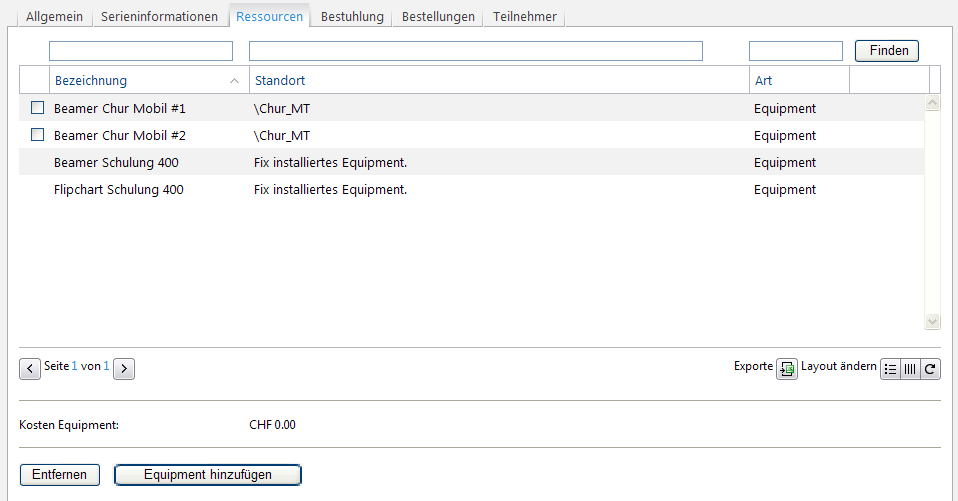 Allgemein Serieninformationen Ressourcen Bestuhlung Bestellungen Teilnehmer
Finden
Bezeichnung Standort Art
Beamer Chur Mobil #1 \Chur_MT Equipment
Beamer Chur Mobil #2 \Chur_MT Equipment
Beamer Schulung 400 Fix installiertes Equipment. Equipment
Flipchart Schulung 400 Fix installiertes Equipment. Equipment
Seite 1 von 1 Exporte Layout ändern
Kosten Equipment: CHF 0.00
Entfernen Equipment hinzufügen